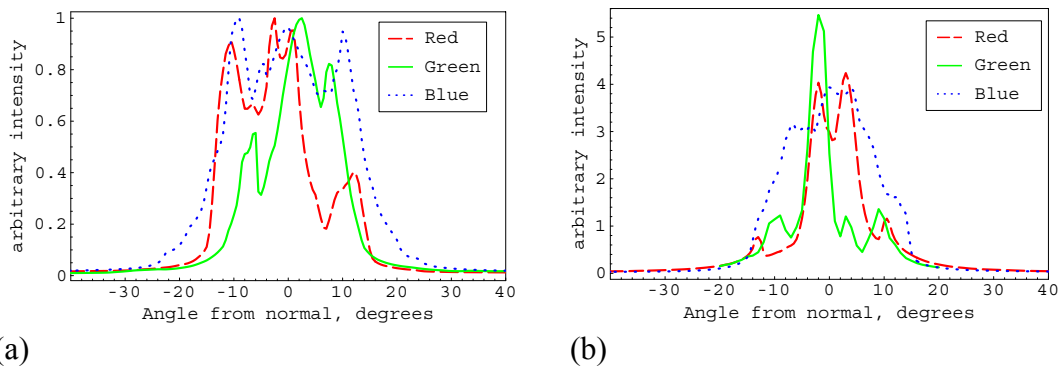 1
0.8
0.6
0.4
0.2
0
arbitrary intensity
-30 -20 -10 0 10 20 30 40
Angle from normal, degrees
Red
Green
Blue
(a)
5
4
3
2
1
0
arbitrary intensity
-30 -20 -10 0 10 20 30 40
Angle from normal, degrees
Red
Green
Blue
(b)